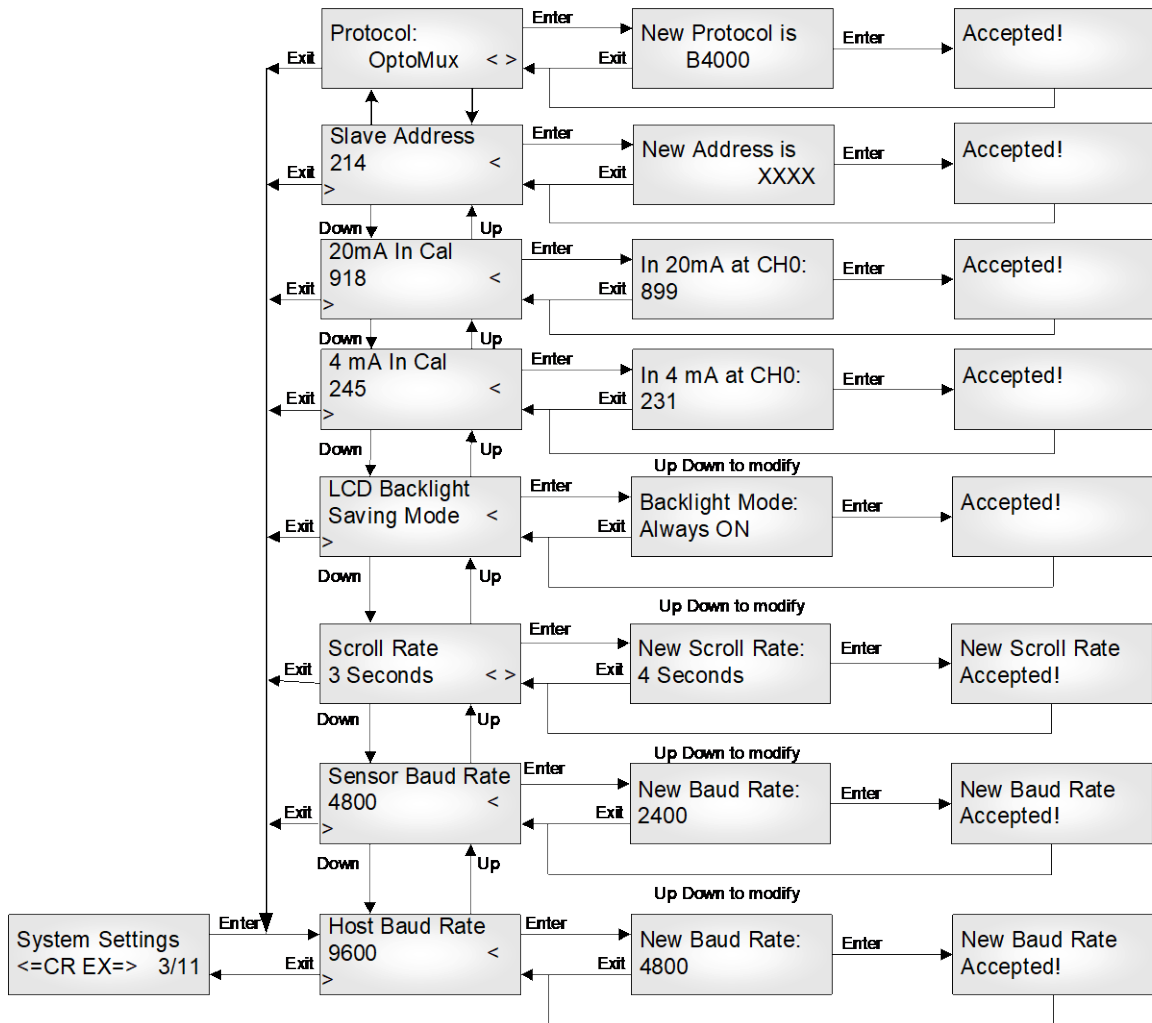 Protocol:
OptoMux < >
Exit
Enter
New Protocol is
B4000
Exit
Enter
Accepted!
Slave Address
214 <
>
Exit
Enter
New Address is
XXXX
Exit
Enter
Accepted!
Down
Up
20mA In Cal
918 <
>
Exit
Enter
In 20mA at CH0:
899
Exit
Enter
Accepted!
Down
Up
4 mA In Cal
245 <
>
Exit
Enter
In 4 mA at CH0:
231
Exit
Enter
Accepted!
Down
Up
Up Down to modify
LCD Backlight
Saving Mode <
>
Exit
Enter
Backlight Mode:
Always ON
Exit
Enter
Accepted!
Down
Up
Up Down to modify
Scroll Rate
3 Seconds < >
Exit
Enter
New Scroll Rate:
4 Seconds
Exit
Enter
New Scroll Rate
Accepted!
Down
Up
Up Down to modify
Sensor Baud Rate
4800 <
>
Exit
Enter
New Baud Rate:
2400
Exit
Enter
New Baud Rate
Accepted!
Down
Up
Up Down to modify
System Settings
<=CR EX=> 3/11
Enter
Exit
Host Baud Rate
9600 <
>
Enter
Exit
New Baud Rate:
4800
Enter
New Baud Rate
Accepted!